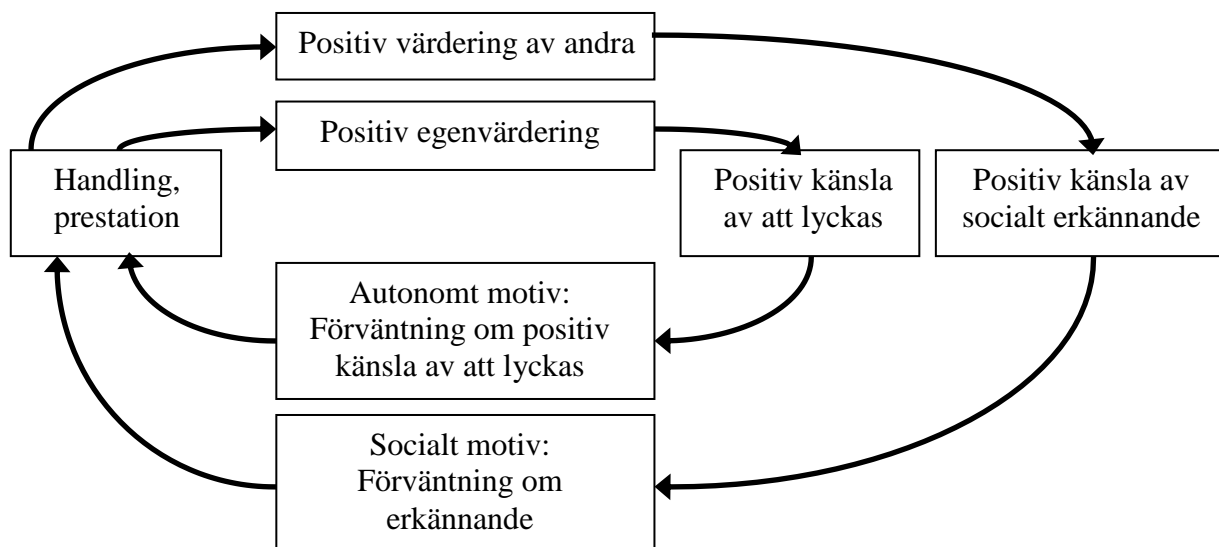 Positiv värdering av andra
Positiv egenvärdering
Handling,
prestation
Positiv känsla
av att lyckas
Positiv känsla av
socialt erkännande
Autonomt motiv:
Förväntning om positiv
känsla av att lyckas
Socialt motiv:
Förväntning om
erkännande